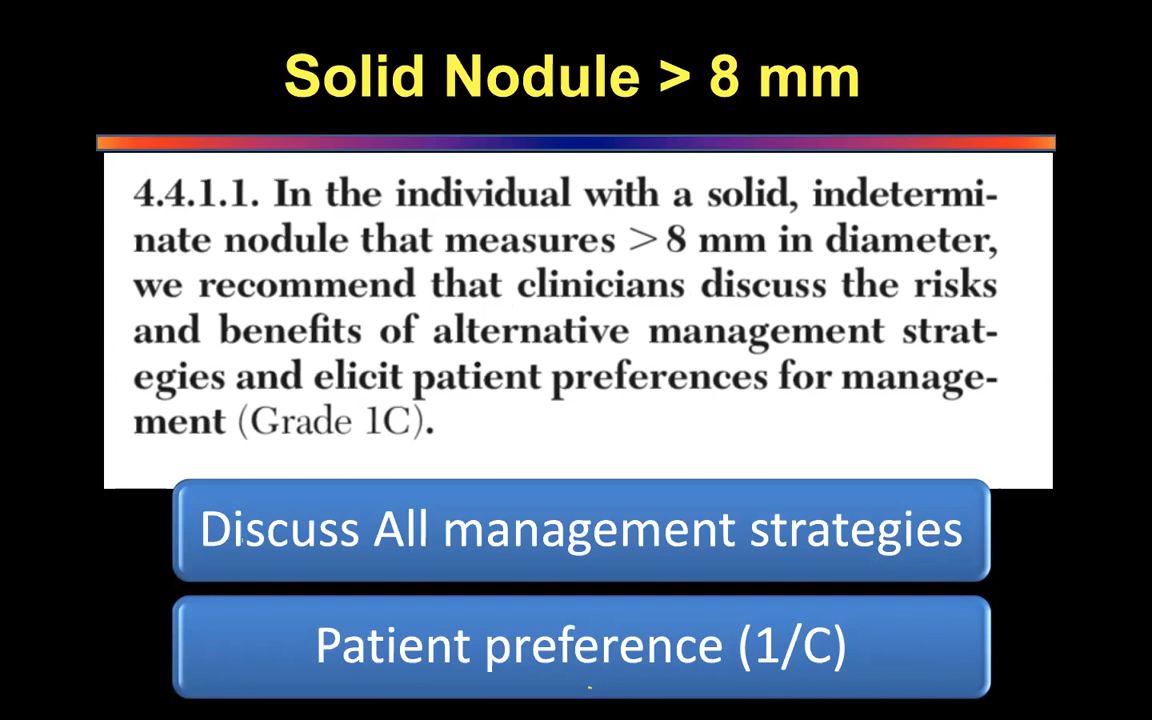 Solid Nodule > 8 mm
4.4.1.1. In the individual with a solid, indetermi-
nate nodule that measures >8 mm in diameter,
we recommend that clinicians discuss the risks
and benefits of alternative management strat-
egies and elicit patient preferences for manage-
ment (Grade 1C).
Discuss All management strategies
Patient preference (1/C)